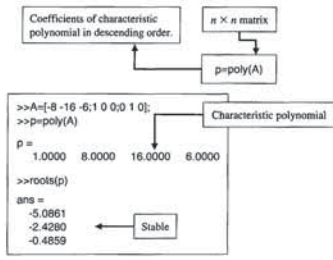 Coefficients of characteristic
polynomial in descending order.
n × n matrix
p=poly(A)
>>A=[-8 -16 -6;1 0 0;0 1 0];
>>p=poly(A)
Characteristic polynomial
p =
1.0000 8.0000 16.0000 6.0000
>>roots(p)
ans =
-5.0861
-2.4280
Stable
-0.4859